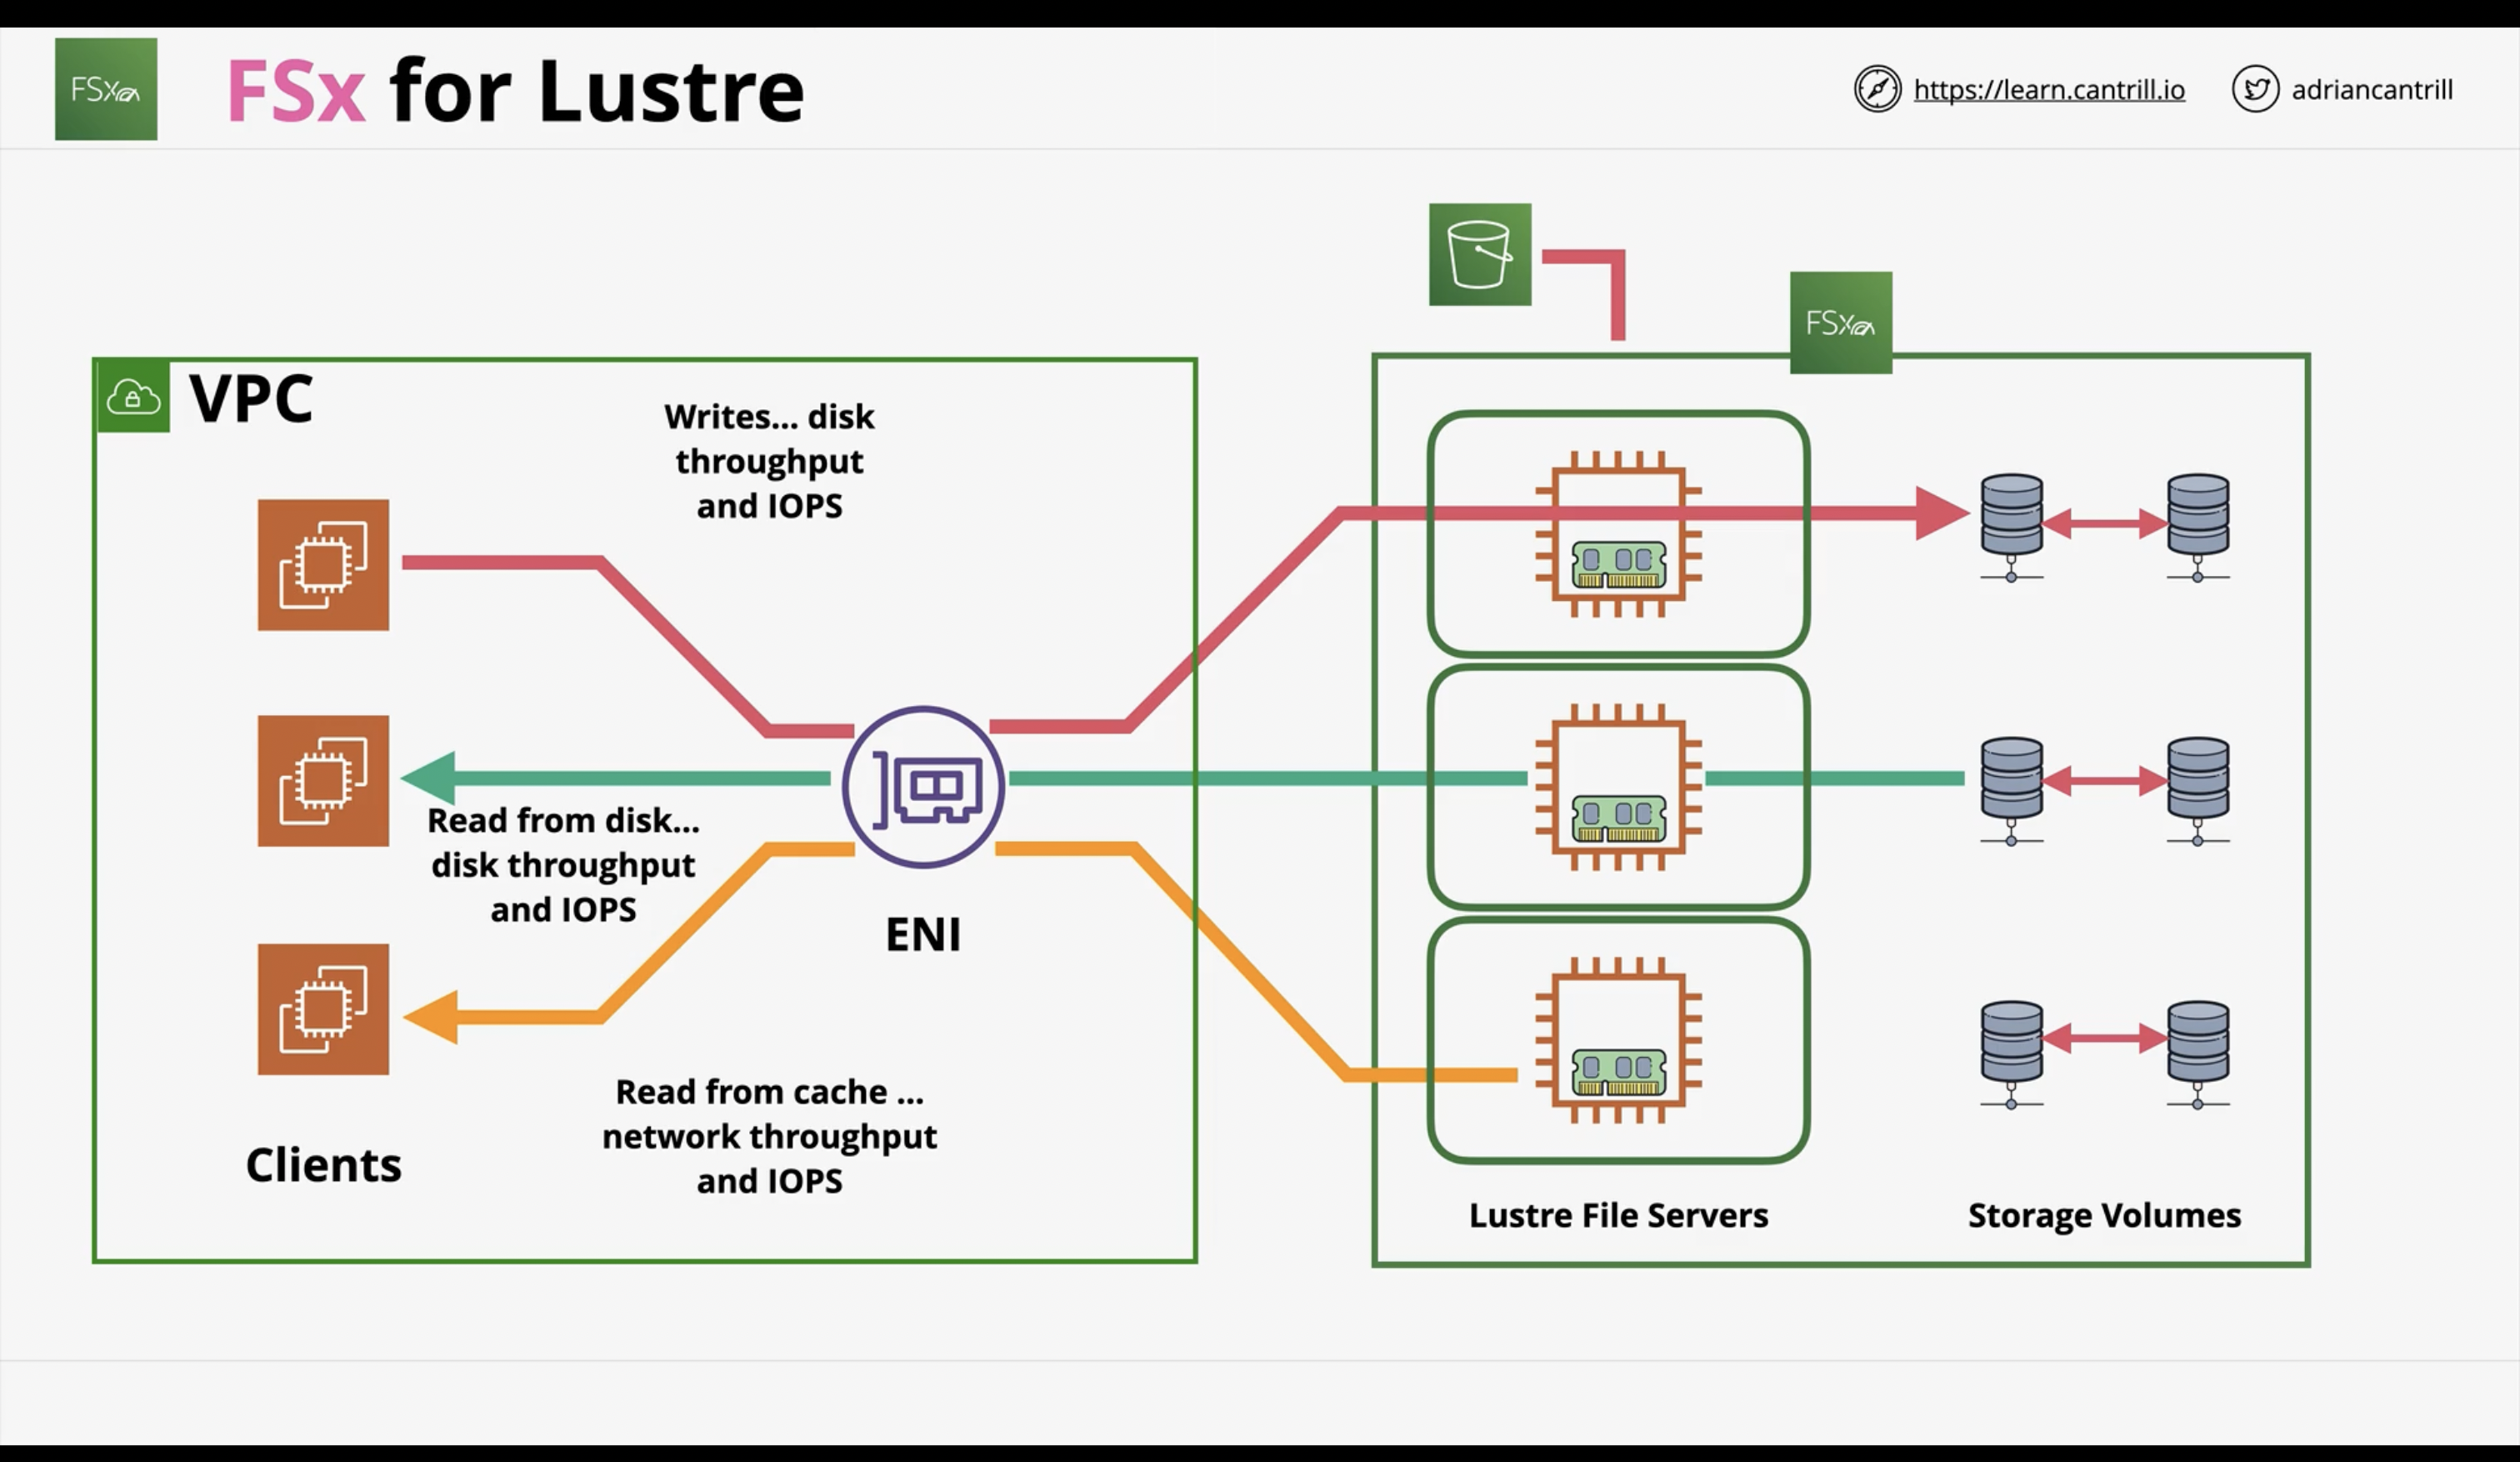 FSx
FSx for Lustre
https://learn.cantrill.io
adriancantrill
FSx
VPC
Writes... disk
throughput
and IOPS
Read from disk...
disk throughput
and IOPS
ENI
Read from cache ...
network throughput
and IOPS
Clients
Lustre File Servers
Storage Volumes